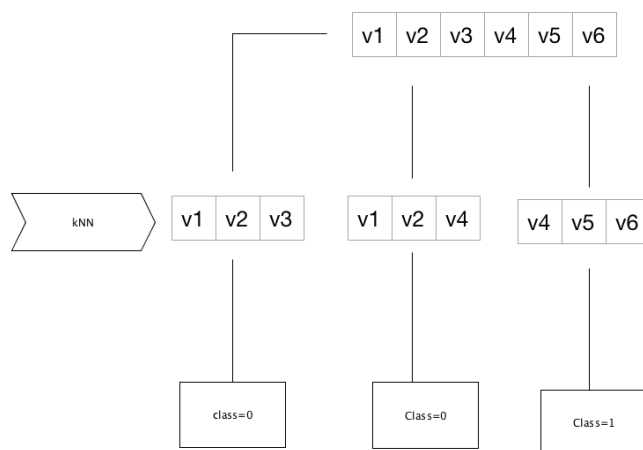 v1 v2 v3 v4 v5 v6
kNN
v1 v2 v3
v1 v2 v4
v4 v5 v6
class=0
Class=0
Class=1